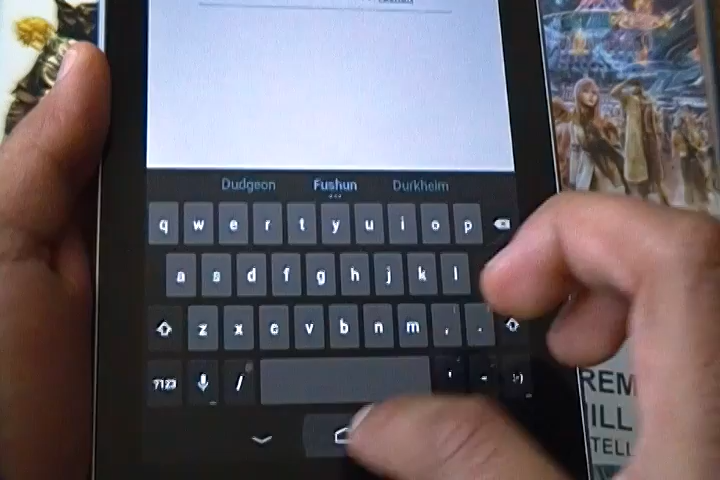 Dudgeon Fushun Durkheim
q w e r t y u i o p
a s d f g h j k l
z x c v b n m , .
?123 / ' - :-)
REM
ILL
TELL